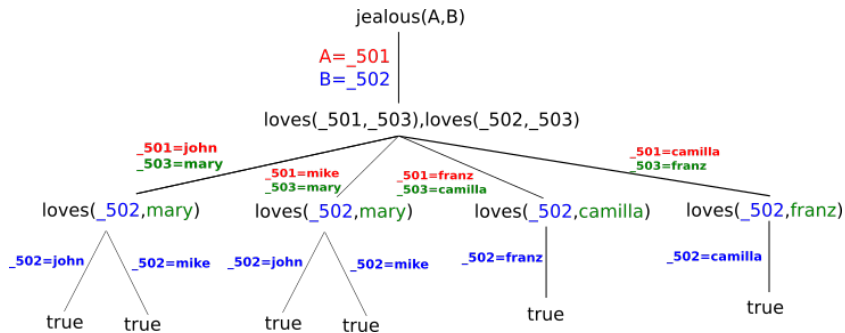 jealous(A,B)
A=_501
B=_502
loves(_501,_503),loves(_502,_503)
_501=john
_503=mary
_501=mike
_503=mary
_501=franz
_503=camilla
_501=camilla
_503=franz
loves(_502,mary)
loves(_502,mary)
loves(_502,camilla)
loves(_502,franz)
_502=john
_502=mike
_502=john
_502=mike
_502=franz
_502=camilla
true
true
true
true
true
true